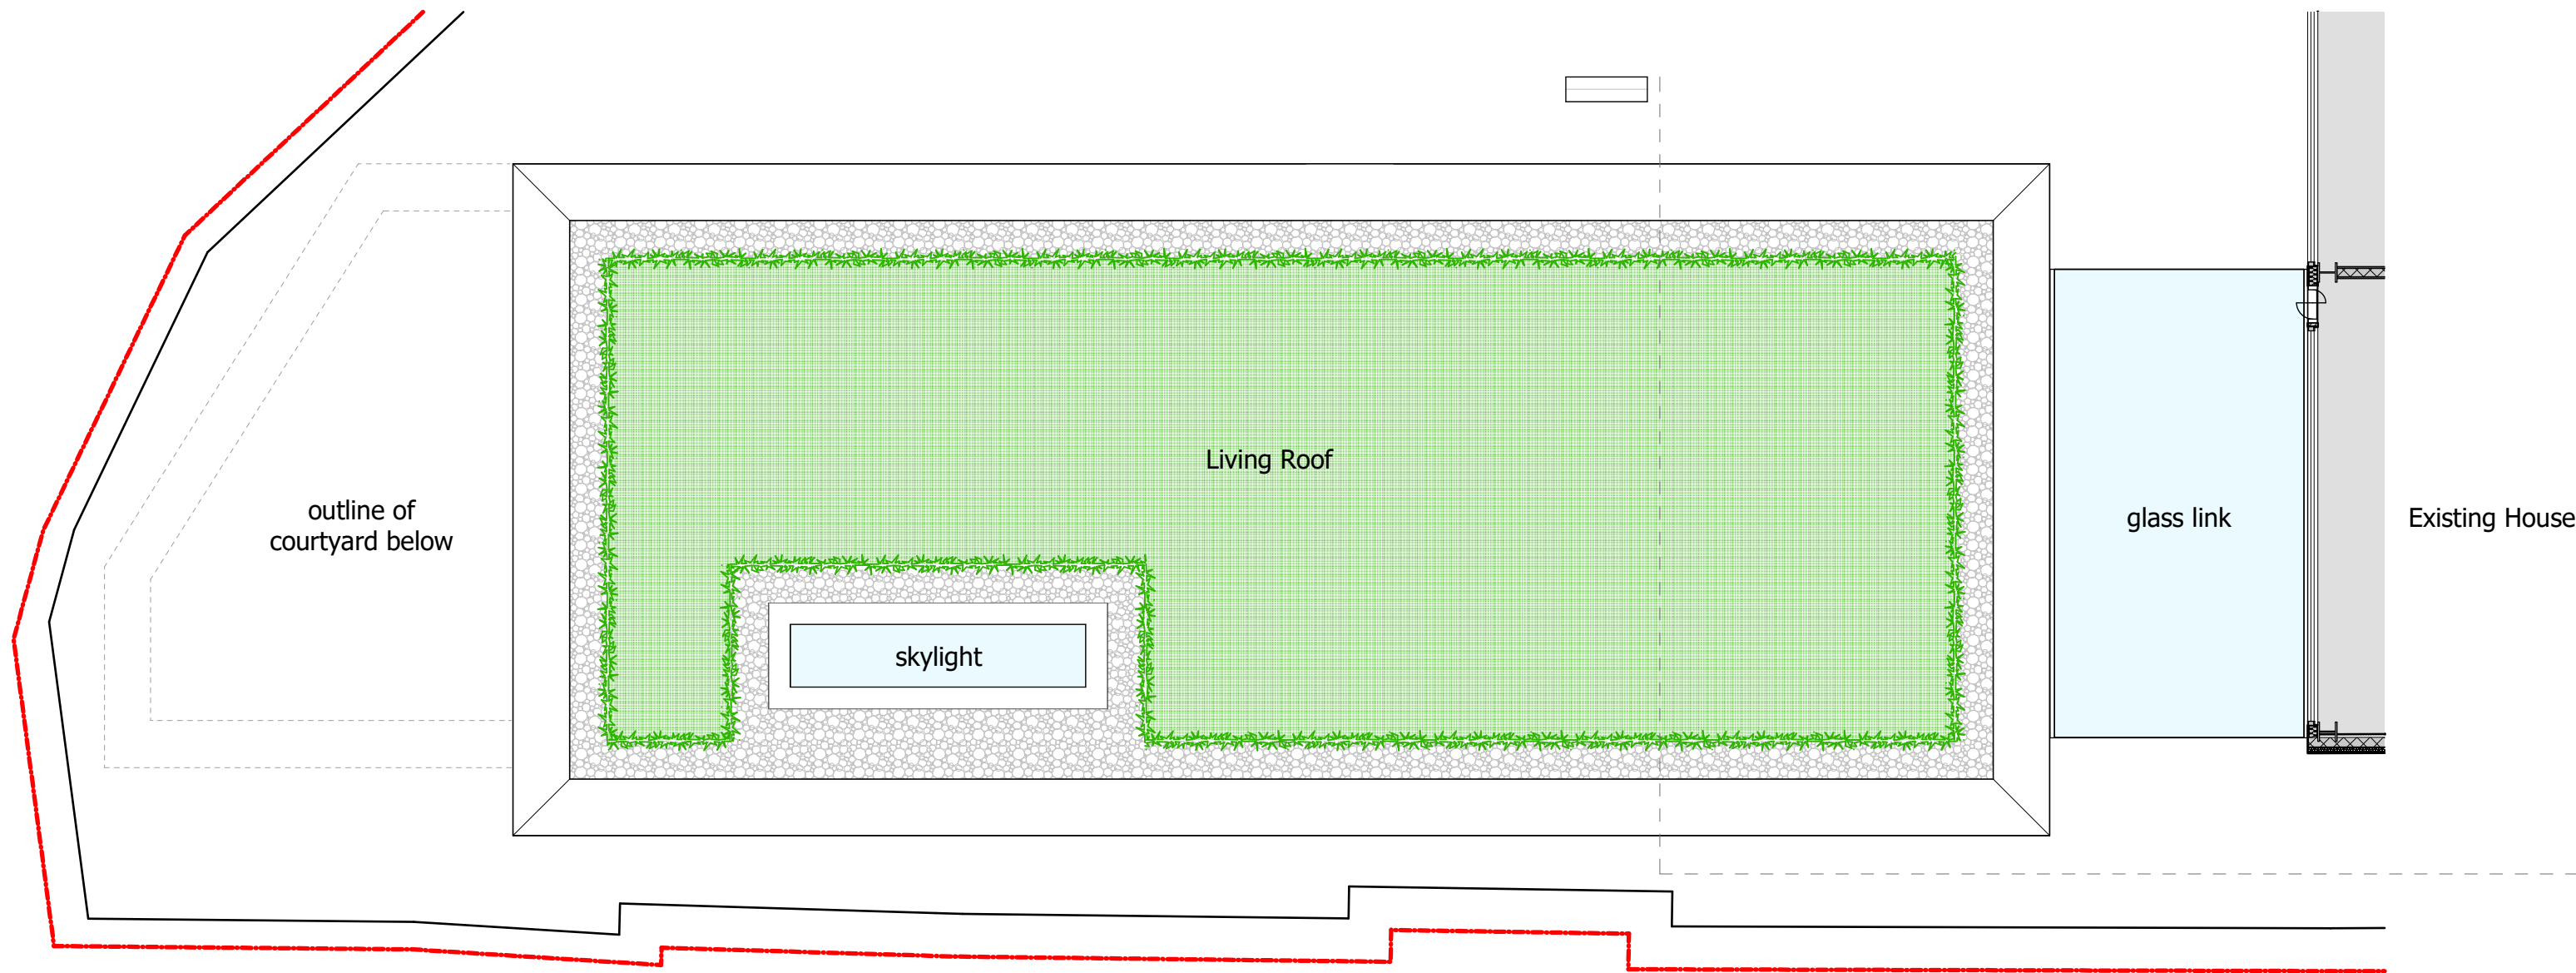 Living Roof
outline of
courtyard below
glass link
Existing House
skylight